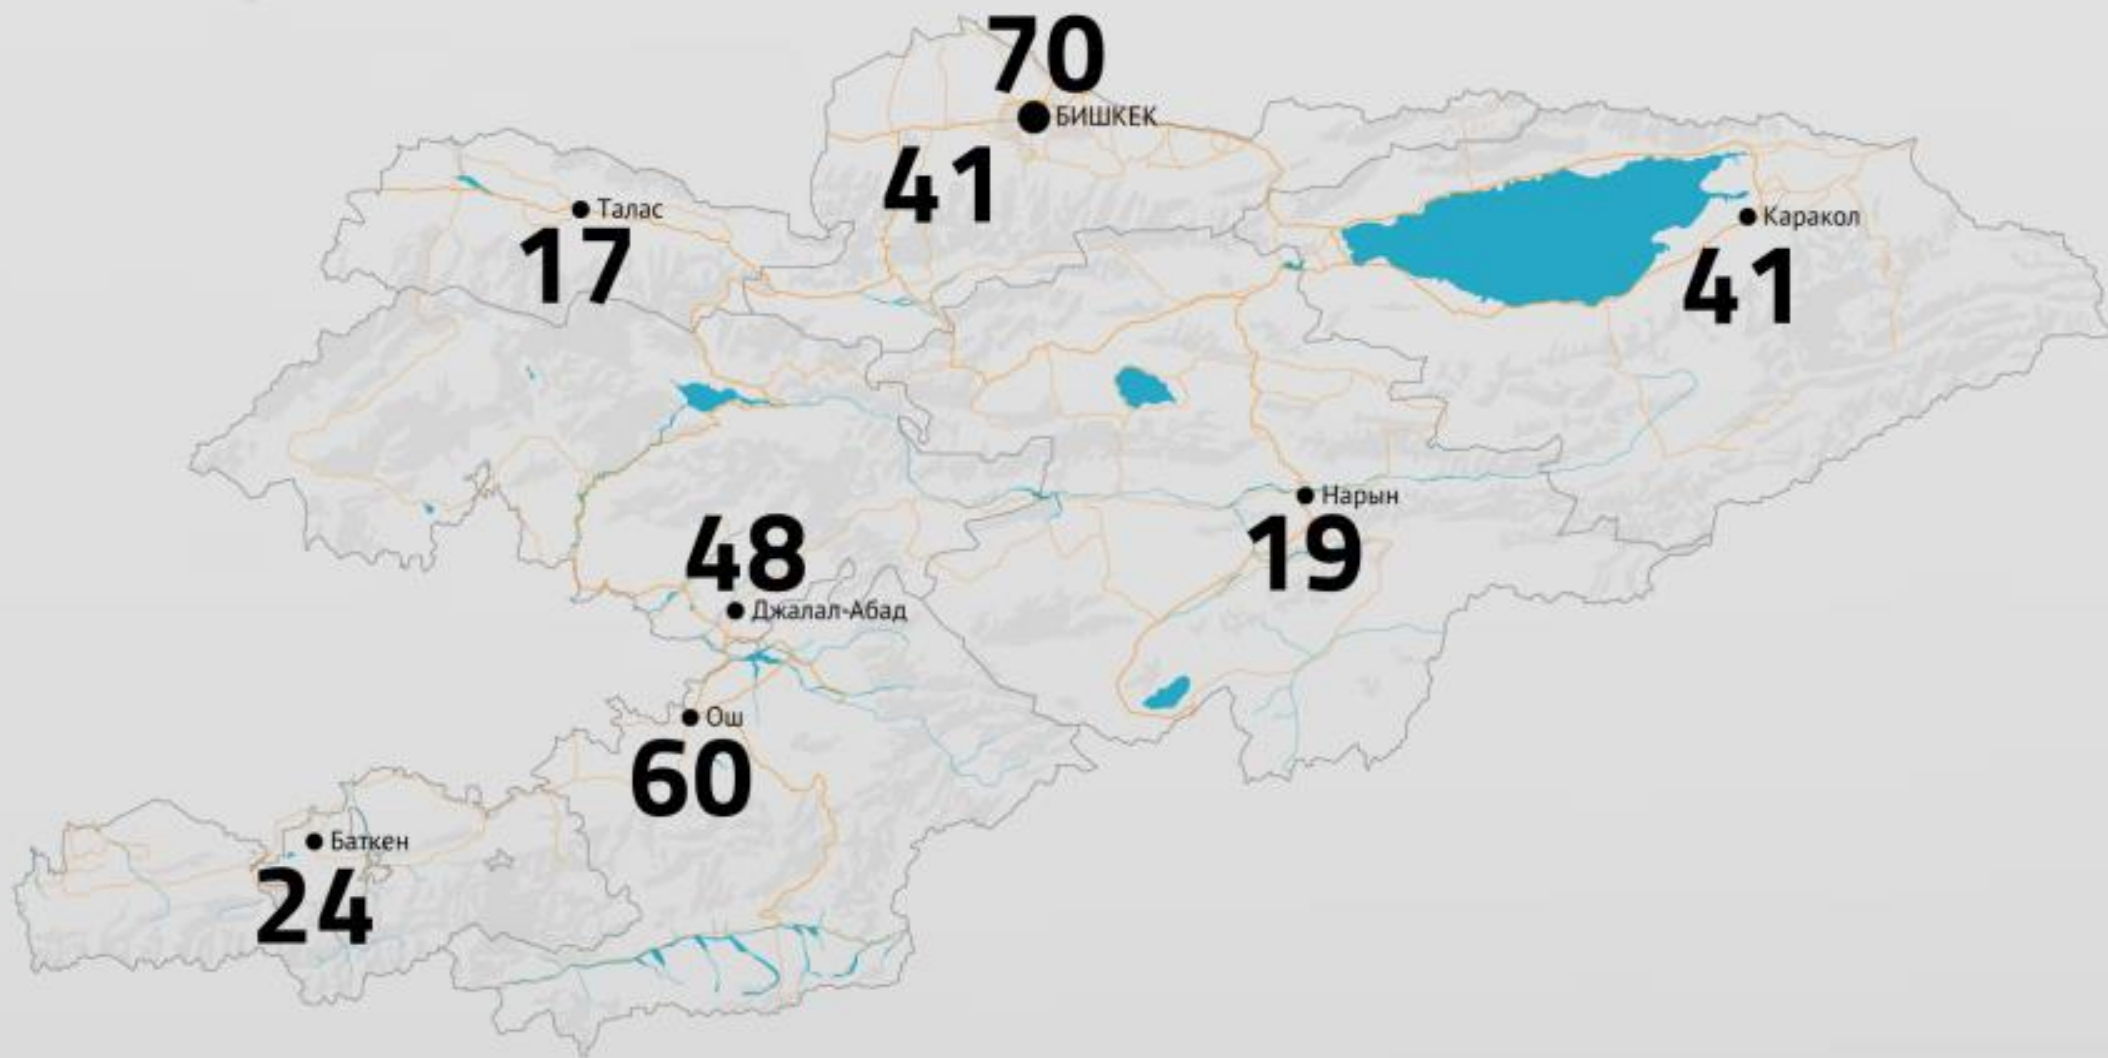 70
БИШКЕК
41
Талас
17
Каракол
41
Нарын
19
48
Джалал-Абад
Ош
60
Баткен
24